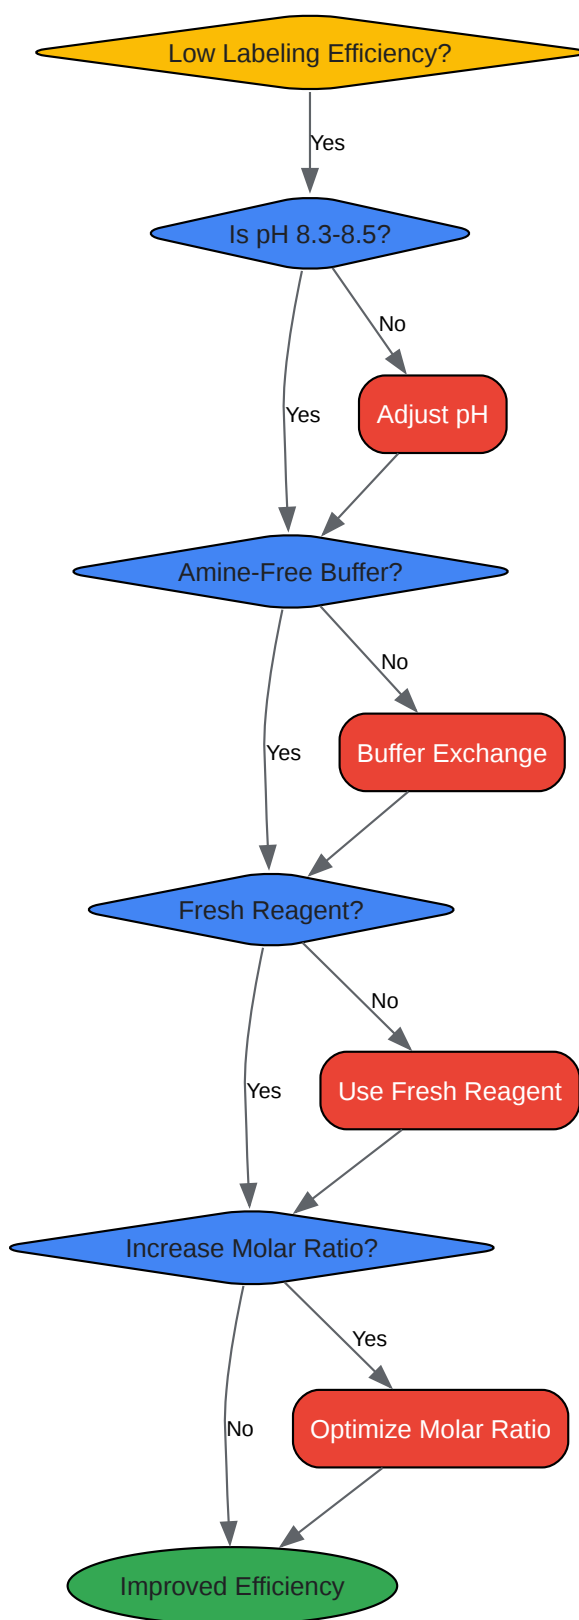 Low Labeling Efficiency?
Yes
Is pH 8.3-8.5?
No
Yes
Adjust pH
Amine-Free Buffer?
No
Yes
Buffer Exchange
Fresh Reagent?
No
Yes
Use Fresh Reagent
Increase Molar Ratio?
Yes
No
Optimize Molar Ratio
Improved Efficiency